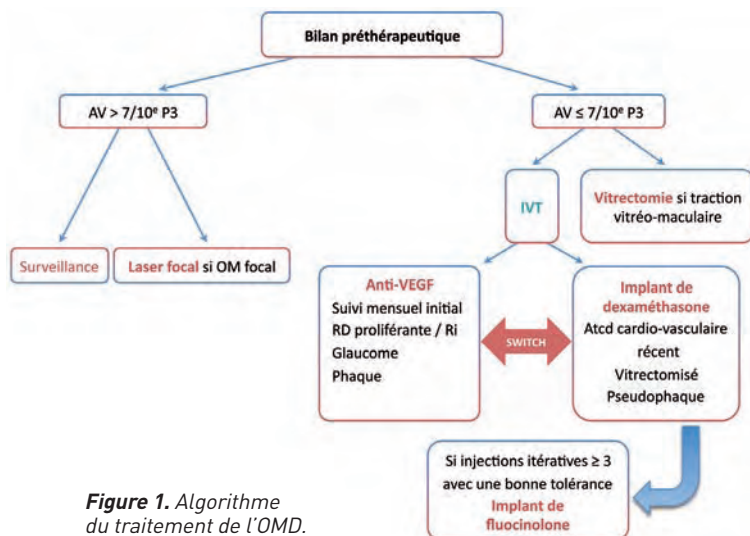 Bilan préthérapeutique
AV > 7/10e P3
AV ≤ 7/10e P3
IVT
Vitrectomie si traction
vitréo-maculaire
Surveillance
Laser focal si OM focal
Anti-VEGF
Suivi mensuel initial
RD proliférante / Ri
Glaucome
Phaque
SWITCH
Implant de
dexaméthasone
Atcd cardio-vasculaire
récent
Vitrectomisé
Pseudophaque
Si injections itératives ≥ 3
avec une bonne tolérance
Implant de
fluocinolone
Figure 1. Algorithme
du traitement de l'OMD.